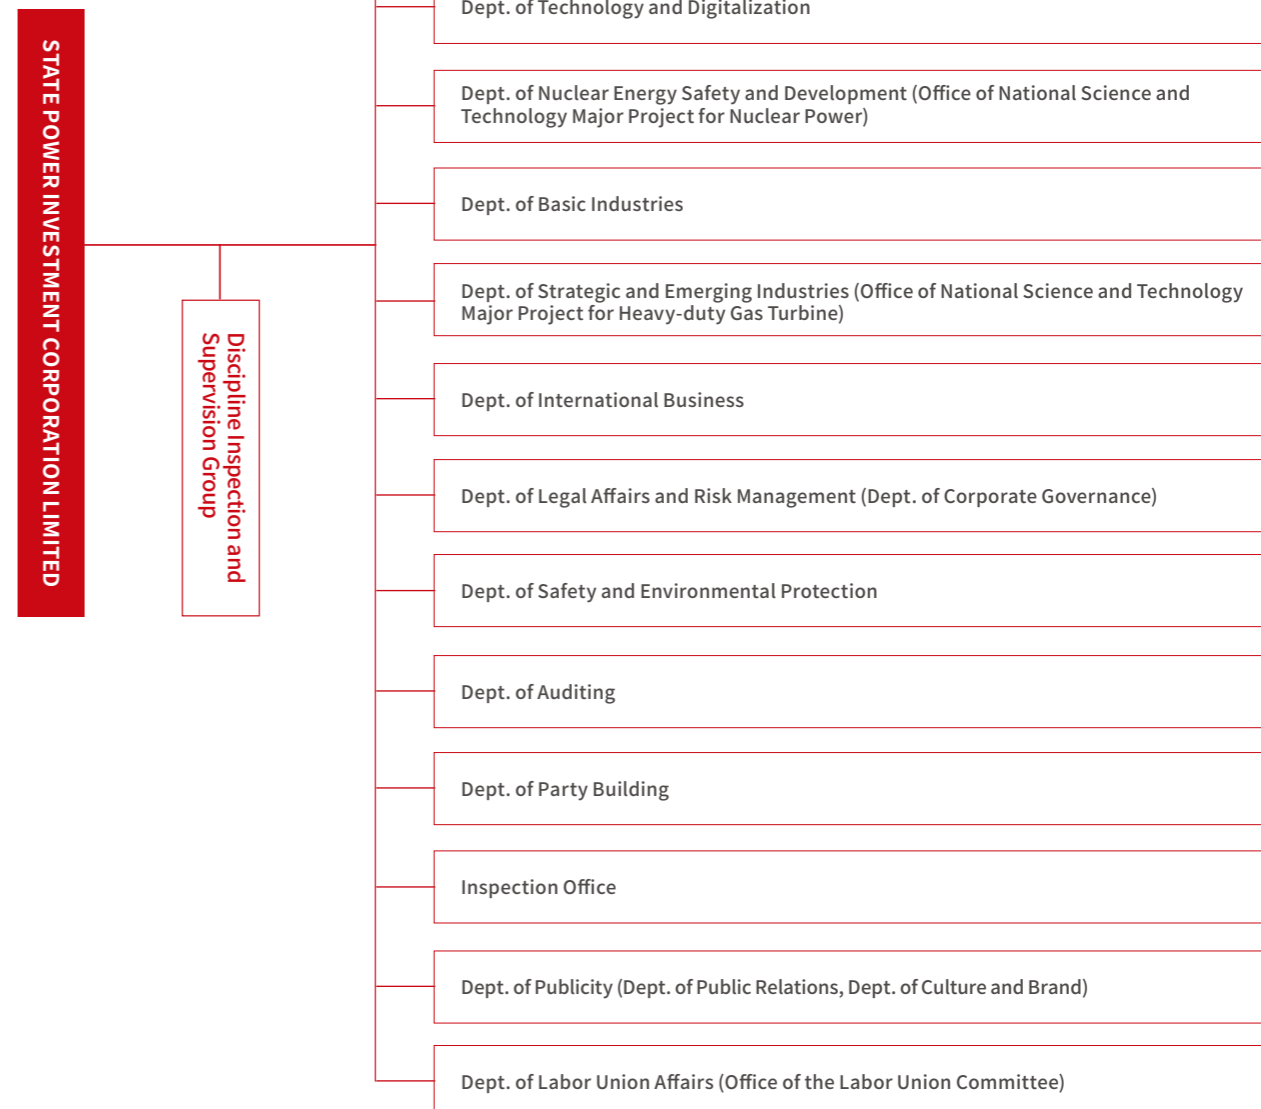 STATE POWER INVESTMENT CORPORATION LIMITED
Discipline Inspection and
Supervision Group
Dept. of Technology and Digitalization
Dept. of Nuclear Energy Safety and Development (Office of National Science and
Technology Major Project for Nuclear Power)
Dept. of Basic Industries
Dept. of Strategic and Emerging Industries (Office of National Science and Technology
Major Project for Heavy-duty Gas Turbine)
Dept. of International Business
Dept. of Legal Affairs and Risk Management (Dept. of Corporate Governance)
Dept. of Safety and Environmental Protection
Dept. of Auditing
Dept. of Party Building
Inspection Office
Dept. of Publicity (Dept. of Public Relations, Dept. of Culture and Brand)
Dept. of Labor Union Affairs (Office of the Labor Union Committee)